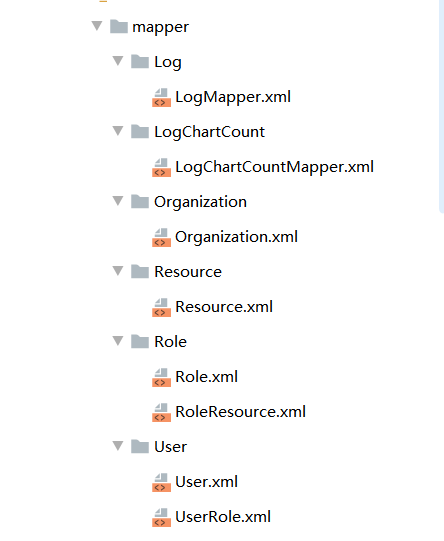 mapper
Log
LogMapper.xml
LogChartCount
LogChartCountMapper.xml
Organization
Organization.xml
Resource
Resource.xml
Role
Role.xml
RoleResource.xml
User
User.xml
UserRole.xml